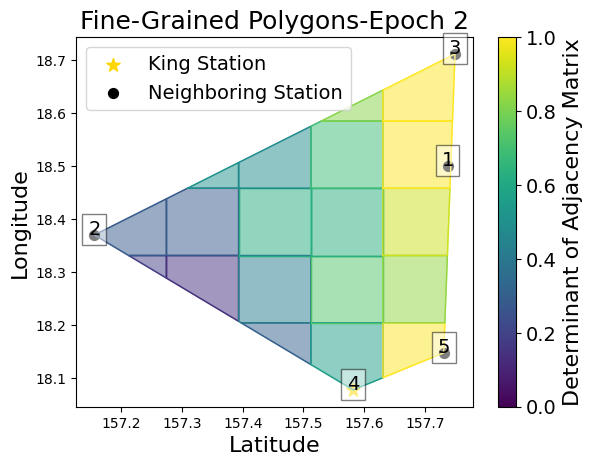 Fine-Grained Polygons-Epoch 2
King Station
Neighboring Station
18.7
18.6
18.5
18.4
18.3
18.2
18.1
Longitude
3
1
2
5
4
157.2 157.3 157.4 157.5 157.6 157.7
Latitude
1.0
0.8
0.6
0.4
0.2
0.0
Determinant of Adjacency Matrix